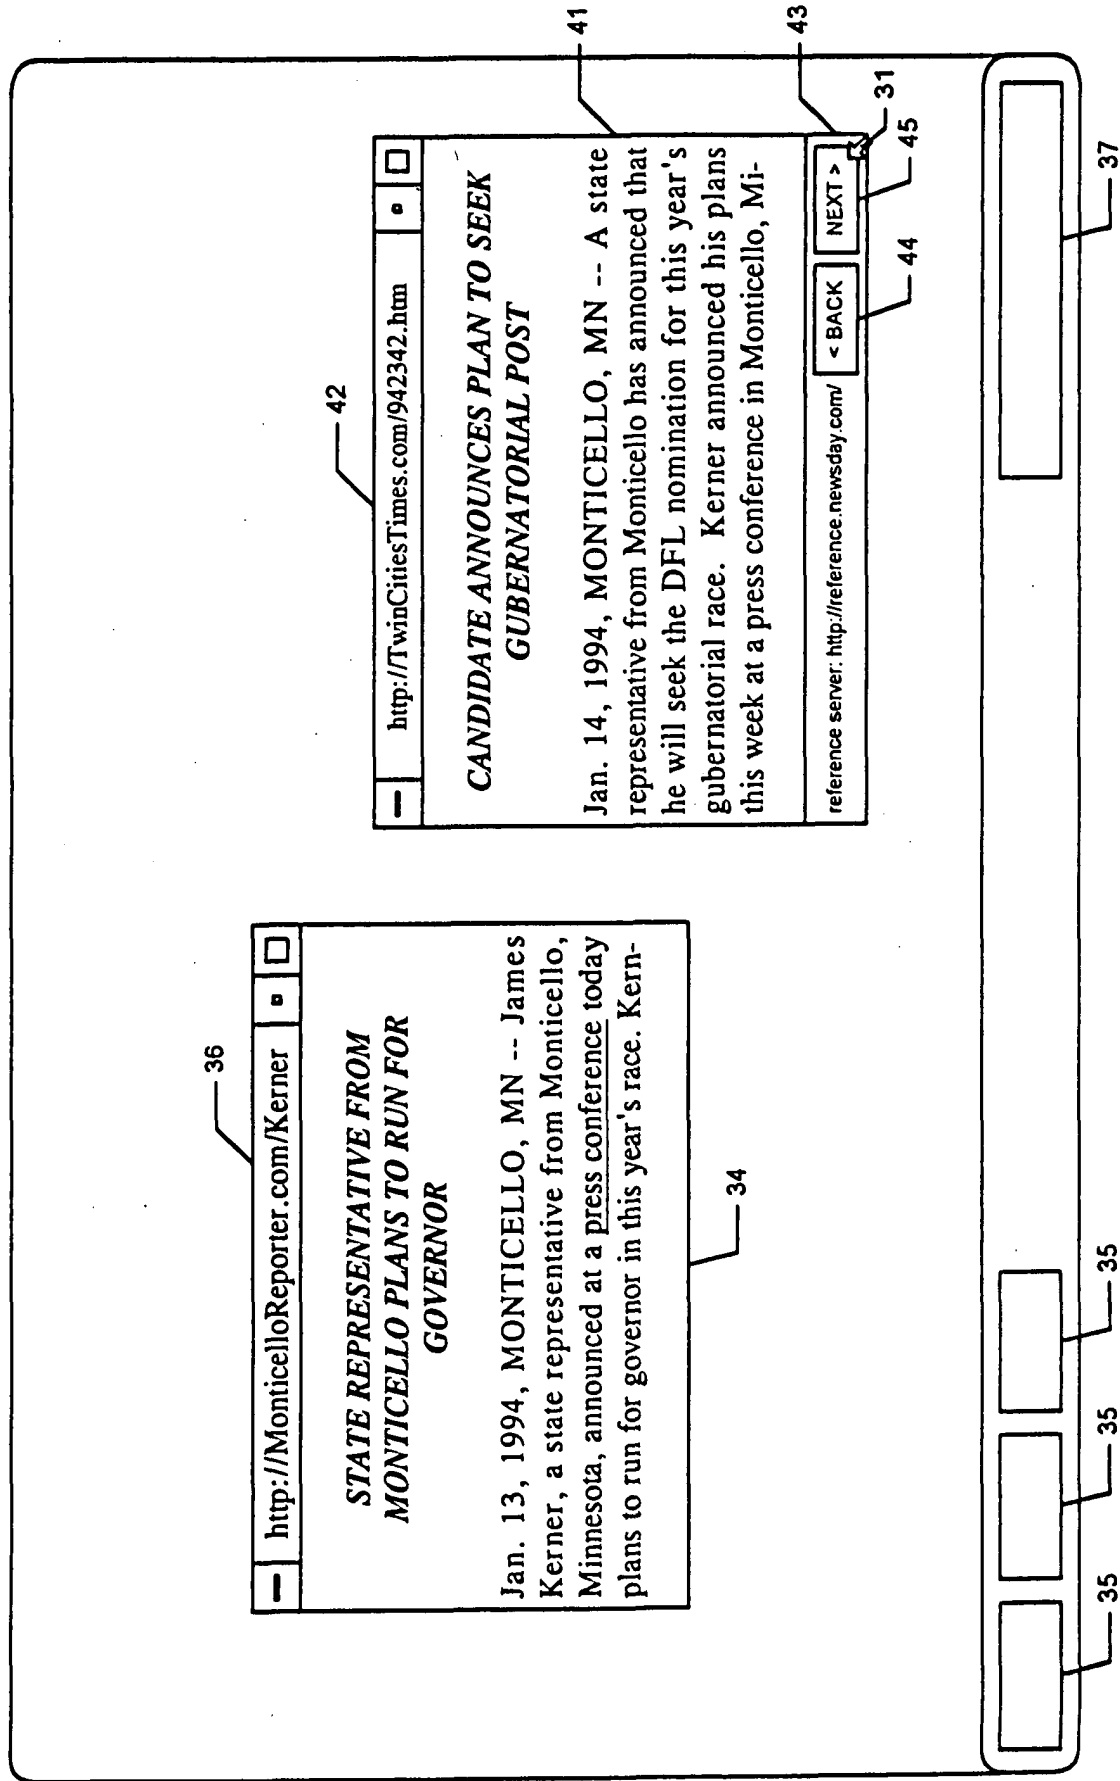 36
http://MonticelloReporter.com/Kerner
STATE REPRESENTATIVE FROM
MONTICELLO PLANS TO RUN FOR
GOVERNOR
Jan. 13, 1994, MONTICELLO, MN -- James
Kerner, a state representative from Monticello,
Minnesota, announced at a press conference today
plans to run for governor in this year's race. Kern-
34
42
http://TwinCitiesTimes.com/942342.htm
CANDIDATE ANNOUNCES PLAN TO SEEK
GUBERNATORIAL POST
Jan. 14, 1994, MONTICELLO, MN -- A state
representative from Monticello has announced that
he will seek the DFL nomination for this year's
gubernatorial race. Kerner announced his plans
this week at a press conference in Monticello, Mi-
reference server: http://reference.newsday.com/
< BACK
NEXT >
41
43
31
45
44
35
35
35
37